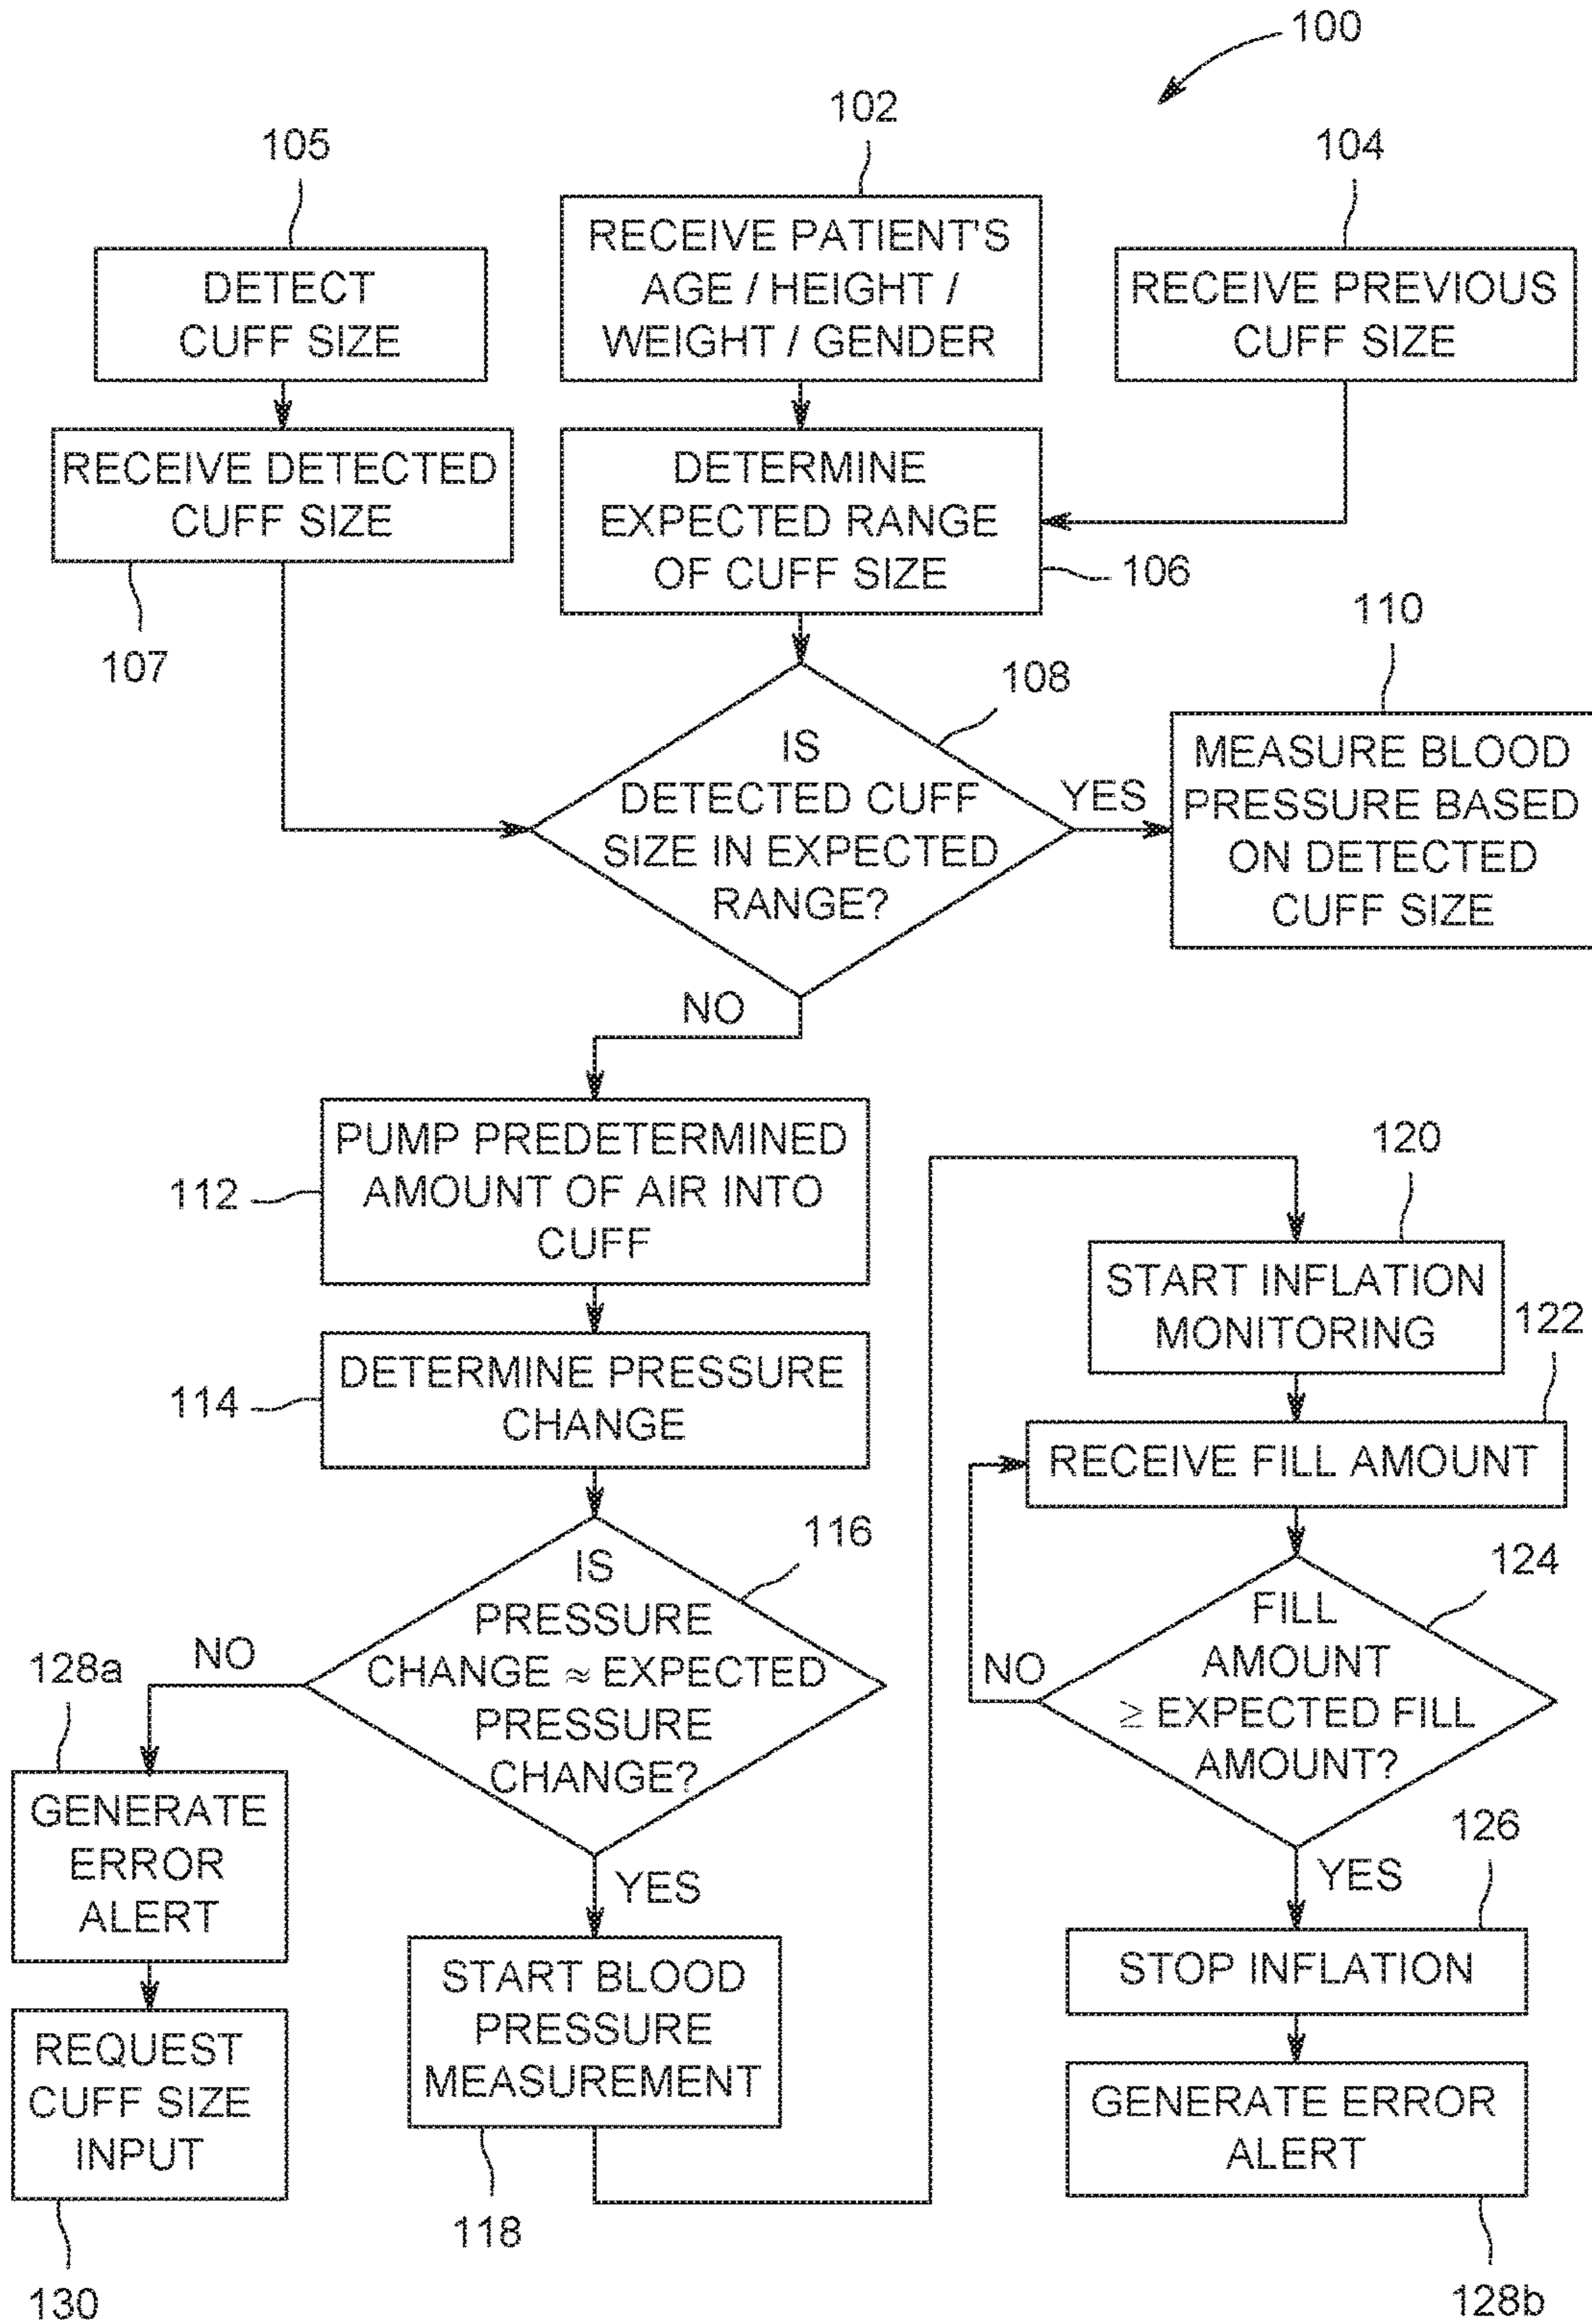 100
102
105
104
RECEIVE PATIENT'S
AGE / HEIGHT /
WEIGHT / GENDER
DETECT
CUFF SIZE
RECEIVE PREVIOUS
CUFF SIZE
RECEIVE DETECTED
CUFF SIZE
DETERMINE
EXPECTED RANGE
OF CUFF SIZE
106
107
108
110
IS
DETECTED CUFF
SIZE IN EXPECTED
RANGE?
YES
MEASURE BLOOD
PRESSURE BASED
ON DETECTED
CUFF SIZE
NO
112
PUMP PREDETERMINED
AMOUNT OF AIR INTO
CUFF
114
DETERMINE PRESSURE
CHANGE
116
IS
PRESSURE
CHANGE ≈ EXPECTED
PRESSURE
CHANGE?
NO
128a
GENERATE
ERROR
ALERT
REQUEST
CUFF SIZE
INPUT
130
YES
START BLOOD
PRESSURE
MEASUREMENT
118
120
START INFLATION
MONITORING
122
RECEIVE FILL AMOUNT
124
FILL
AMOUNT
≥ EXPECTED FILL
AMOUNT?
NO
YES
126
STOP INFLATION
GENERATE ERROR
ALERT
128b